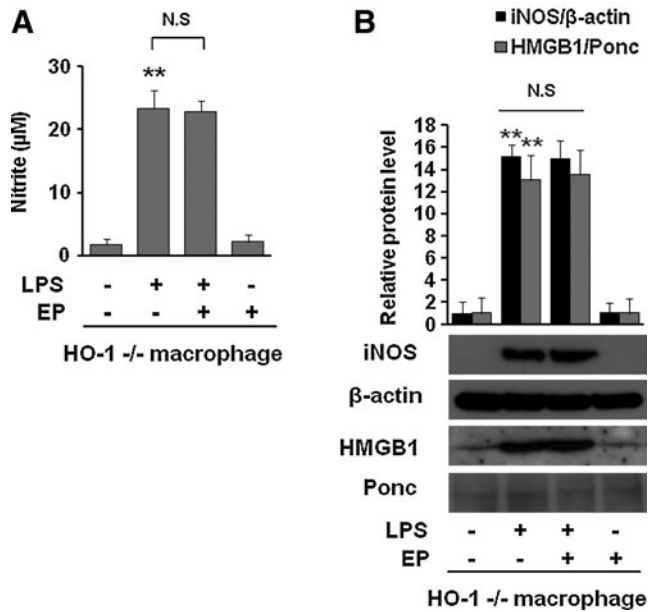 A
N.S
**
Nitrite (µM)
30
20
10
0
LPS - + + -
EP - - + +
HO-1 -/- macrophage
B
iNOS/β-actin
HMGB1/Ponc
N.S
** **
Relative protein level
18
16
14
12
10
8
6
4
2
0
iNOS
β-actin
HMGB1
Ponc
LPS - + + -
EP - - + +
HO-1 -/- macrophage